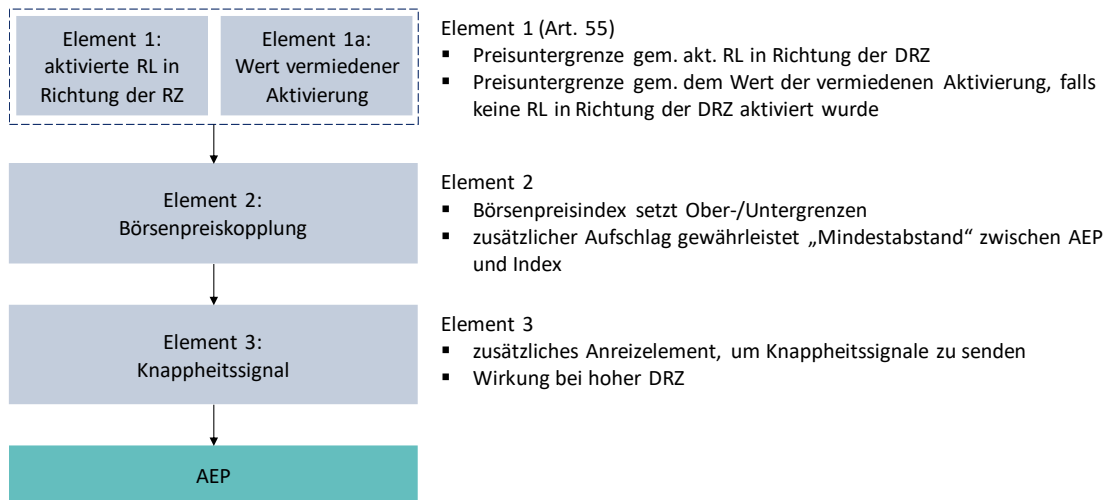 Element 1:
aktivierte RL in
Richtung der RZ
Element 1a:
Wert vermiedener
Aktivierung
Element 1 (Art. 55)
▪ Preisuntergrenze gem. akt. RL in Richtung der DRZ
▪ Preisuntergrenze gem. dem Wert der vermiedenen Aktivierung, falls
keine RL in Richtung der DRZ aktiviert wurde
Element 2:
Börsenpreiskopplung
Element 2
▪ Börsenpreisindex setzt Ober-/Untergrenzen
▪ zusätzlicher Aufschlag gewährleistet „Mindestabstand“ zwischen AEP
und Index
Element 3:
Knappheitssignal
Element 3
▪ zusätzliches Anreizelement, um Knappheitssignale zu senden
▪ Wirkung bei hoher DRZ
AEP